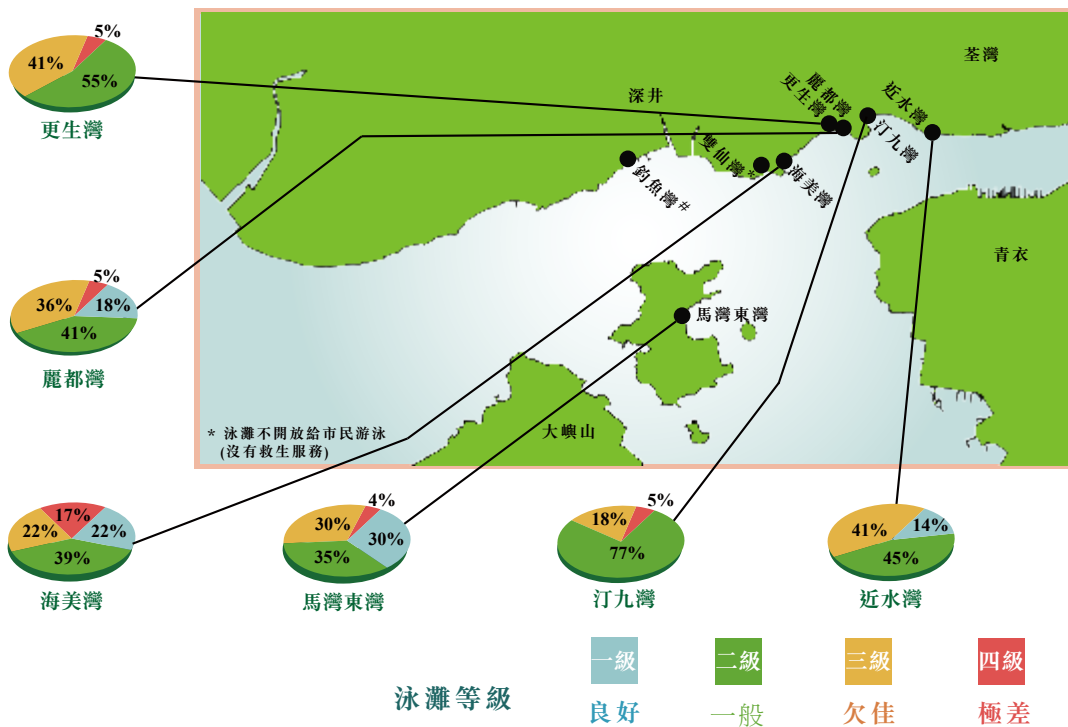 5%
41%
55%
更生灣
荃灣
深井
麗都灣
更生灣
近水灣
汀九灣
雙仙灣*
海美灣
釣魚灣#
青衣
馬灣東灣
大嶼山
5%
36%
18%
41%
麗都灣
* 泳灘不開放給市民游泳
(沒有救生服務)
17%
22%
22%
39%
海美灣
4%
30%
30%
35%
馬灣東灣
5%
18%
77%
汀九灣
41%
14%
45%
近水灣
一級
二級
三級
四級
泳灘等級
良好
一般
欠佳
極差